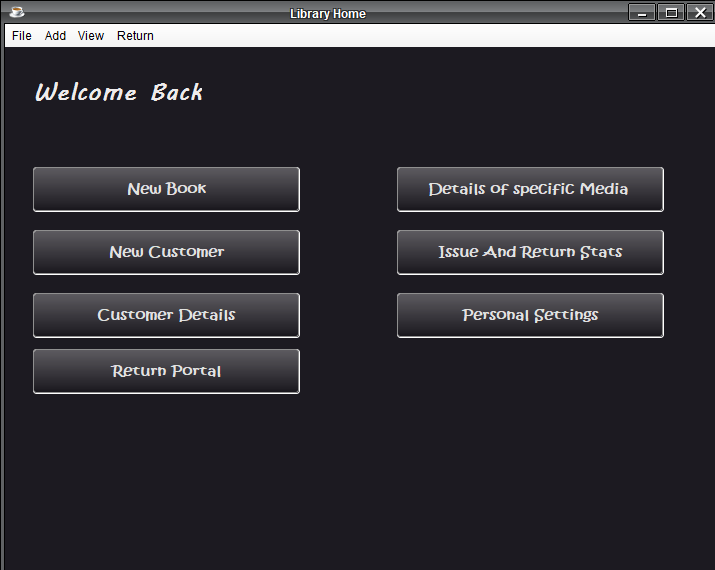 Library Home
File Add View Return
Welcome Back
New Book
Details of specific Media
New Customer
Issue And Return Stats
Customer Details
Personal Settings
Return Portal